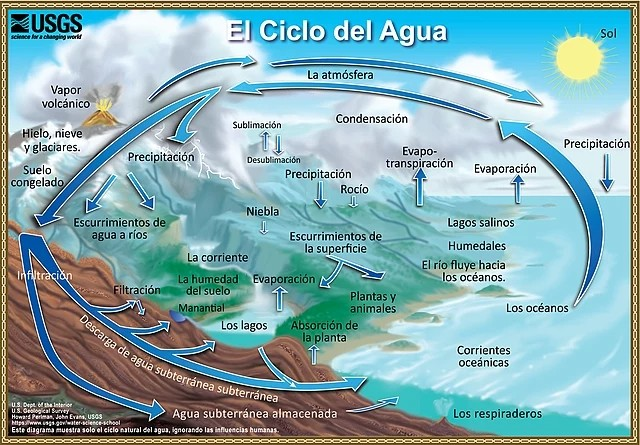 USGS
science for a changing world
El Ciclo del Agua
Sol
La atmósfera
Vapor
volcánico
Condensación
Sublimación
Desublimación
Hielo, nieve
y glaciares.
Precipitación
Precipitación
Evapo-
transpiración
Evaporación
Precipitación
Suelo
congelado
Rocío
Niebla
Escurrimientos de
agua a ríos
Escurrimientos de
la superficie
Lagos salinos
Humedales
El río fluye hacia
los océanos.
La corriente
Infiltración
Filtración
La humedad
del suelo
Evaporación
Manantial
Plantas y
animales
Los océanos
Los lagos
Absorción de
la planta
Descarga de agua subterránea subterránea
Corrientes
oceánicas
Agua subterránea almacenada
Los respiraderos
U.S. Dept. of the Interior
U.S. Geological Survey
Howard Perlman, John Evans, USGS
https://www.usgs.gov/water-science-school
Este diagrama muestra solo el ciclo natural del agua, ignorando las influencias humanas.